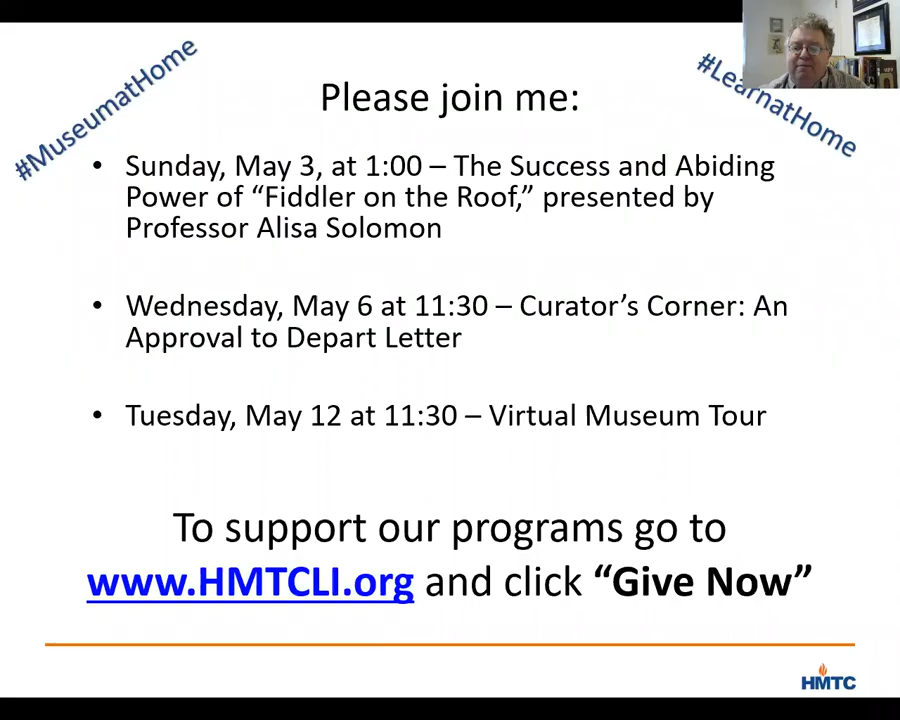 #MuseumatHome
#LearnatHome
Please join me:
• Sunday, May 3, at 1:00 – The Success and Abiding
Power of “Fiddler on the Roof,” presented by
Professor Alisa Solomon
• Wednesday, May 6 at 11:30 – Curator’s Corner: An
Approval to Depart Letter
• Tuesday, May 12 at 11:30 – Virtual Museum Tour
To support our programs go to
www.HMTCLI.org and click “Give Now”
HMTC